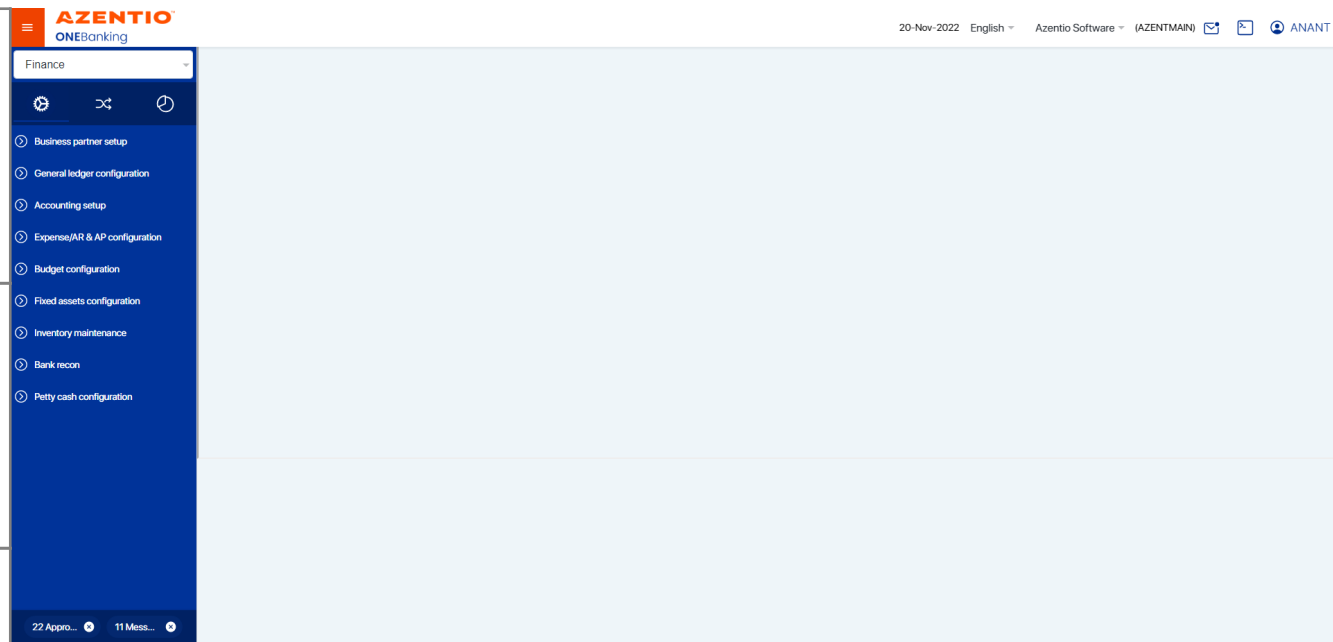 AZENTIO
ONEBanking
20-Nov-2022 English Azentio Software (AZENTMAIN) ANANT
Finance
Business partner setup
General ledger configuration
Accounting setup
Expense/AR & AP configuration
Budget configuration
Fixed assets configuration
Inventory maintenance
Bank recon
Petty cash configuration
22 Appro... 11 Mess...